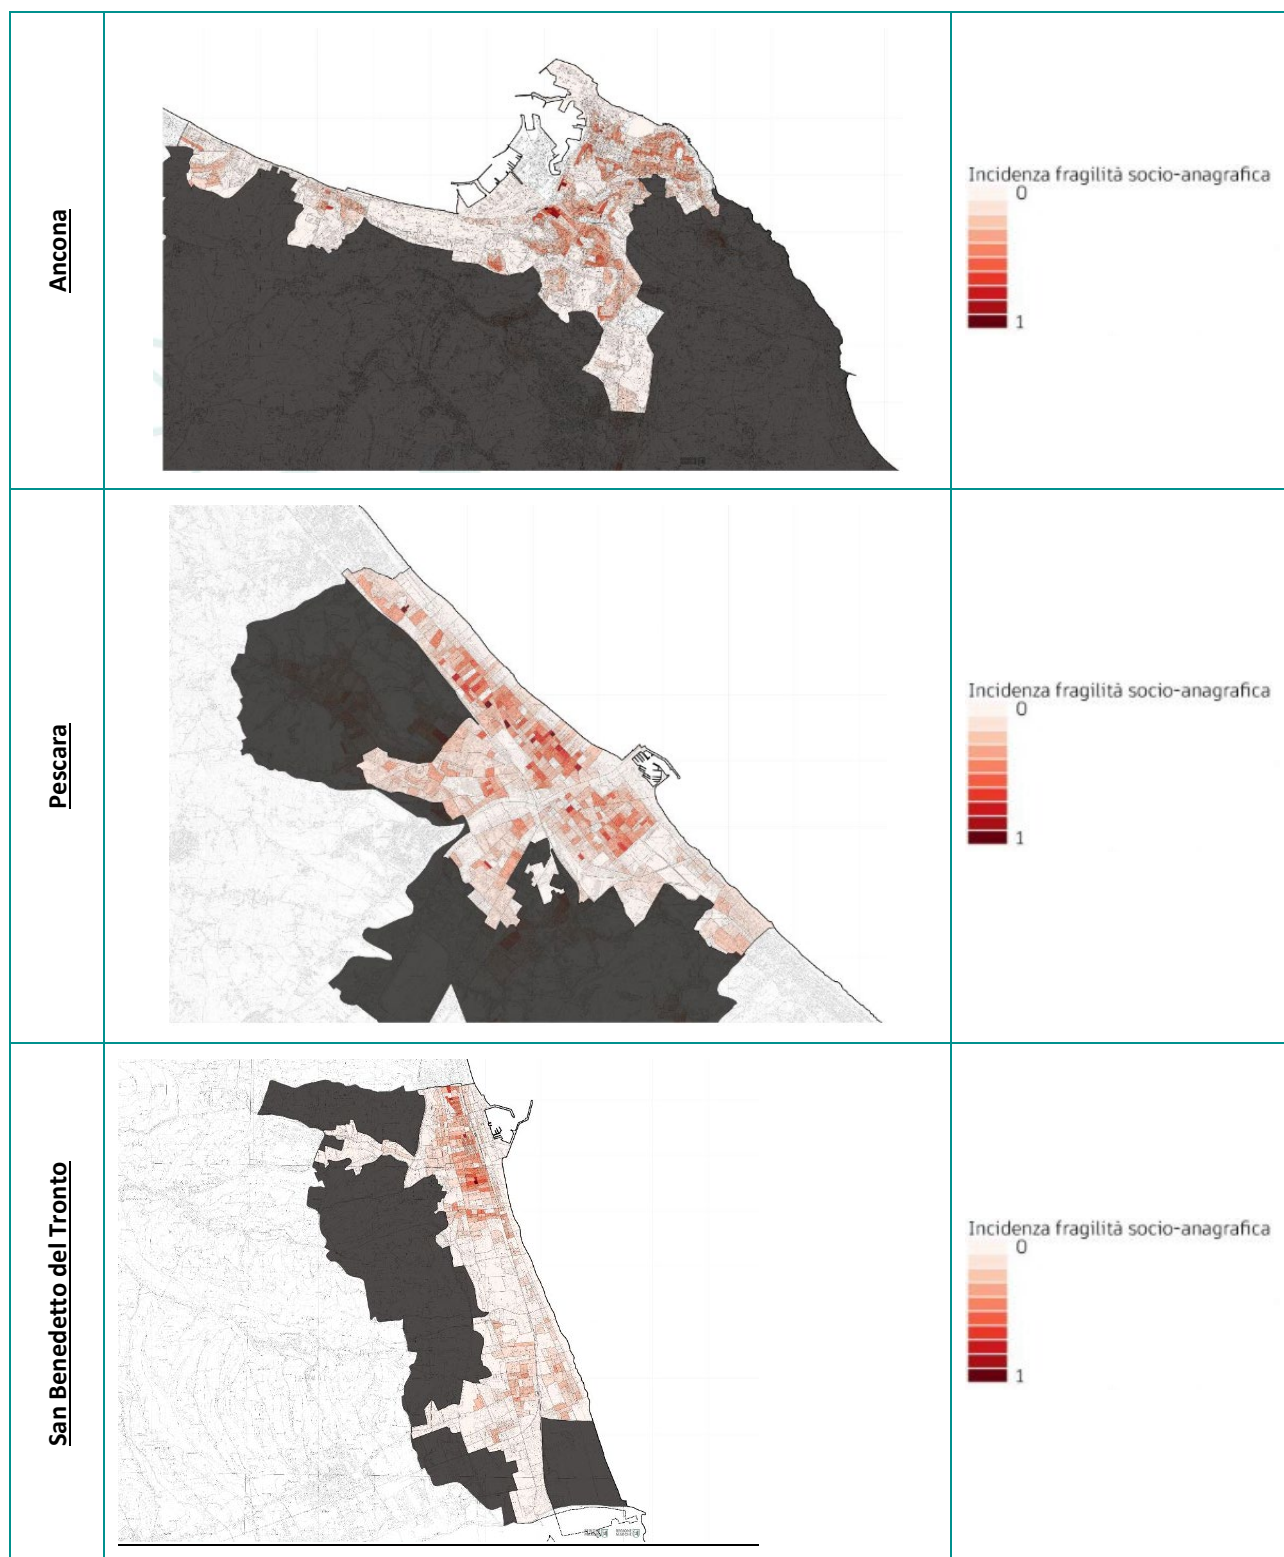 Ancona
Incidenza fragilità socio-anagrafica
0
1
Pescara
Incidenza fragilità socio-anagrafica
0
1
San Benedetto del Tronto
Incidenza fragilità socio-anagrafica
0
1